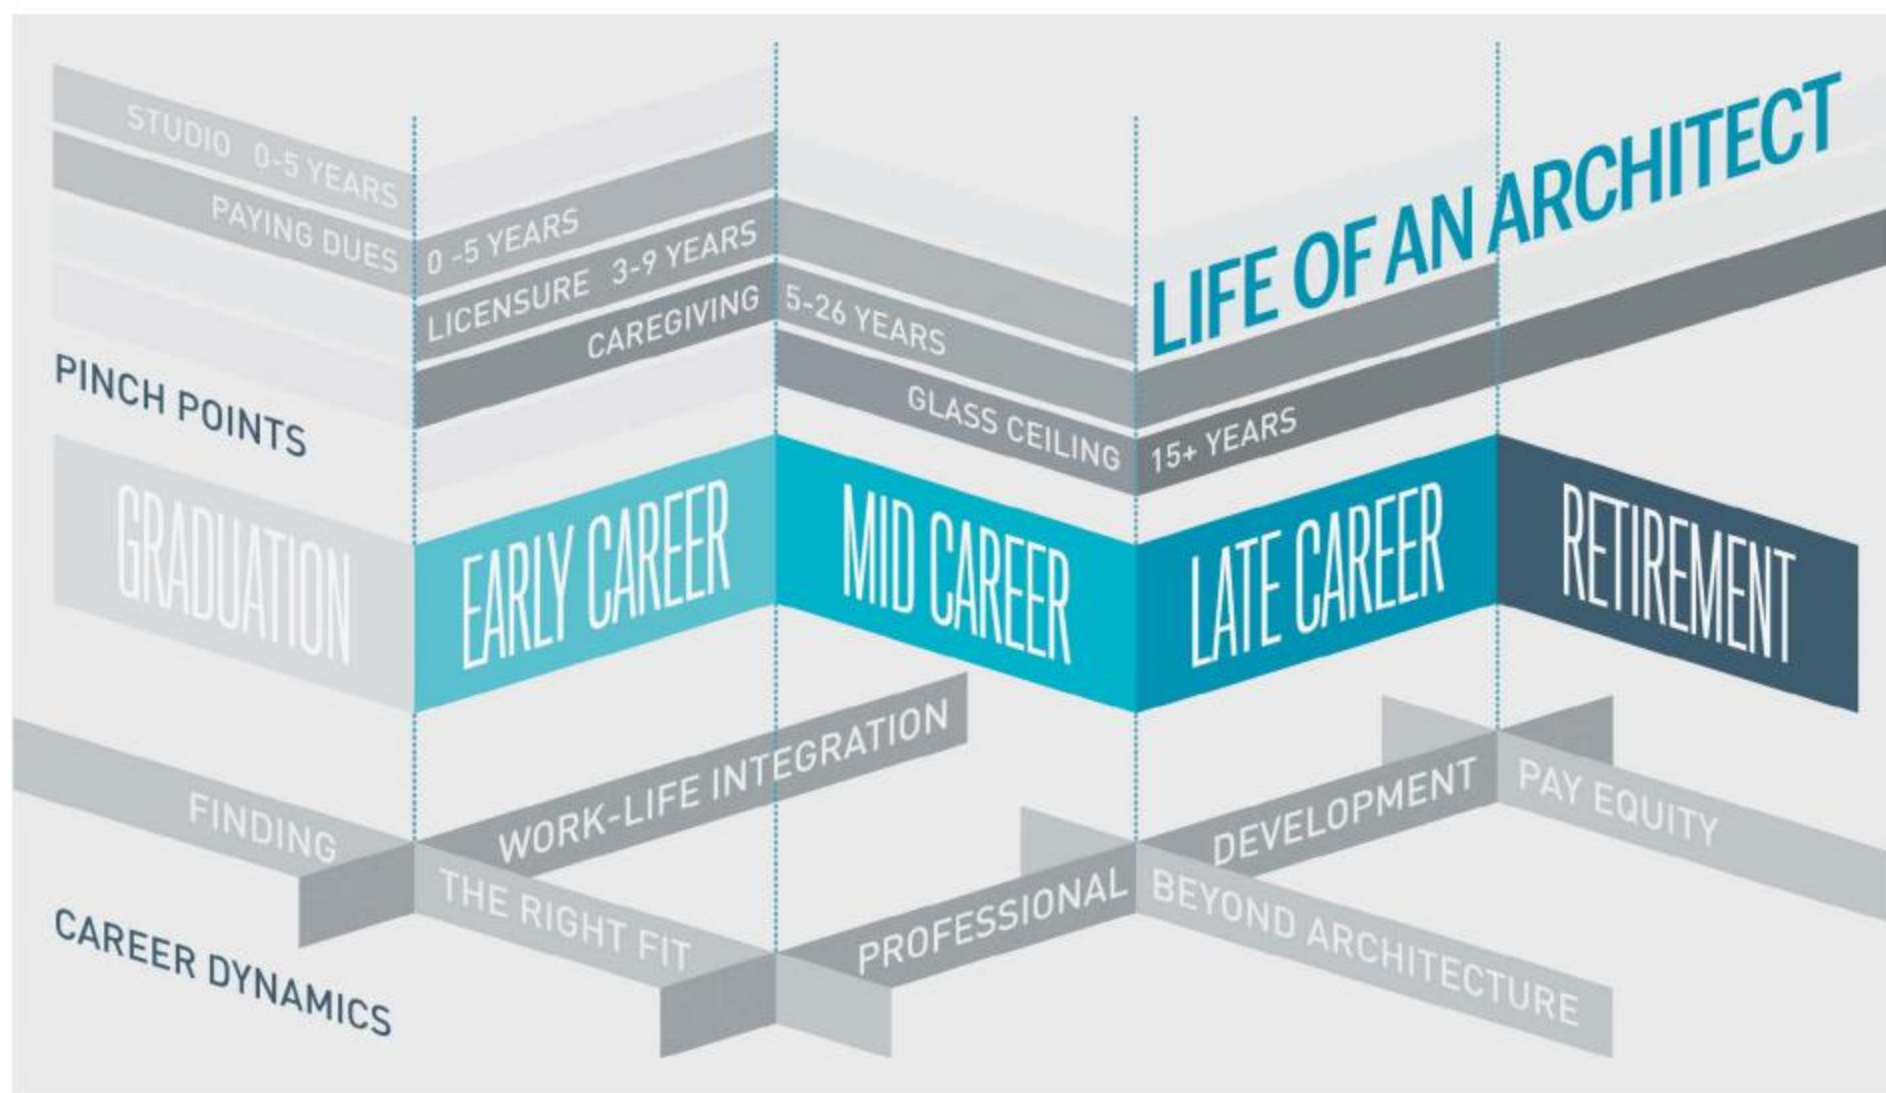 LIFE OF AN ARCHITECT
STUDIO 0-5 YEARS
PAYING DUES 0-5 YEARS
LICENSURE 3-9 YEARS
CAREGIVING 5-26 YEARS
GLASS CEILING 15+ YEARS
PINCH POINTS
GRADUATION
EARLY CAREER
MID CAREER
LATE CAREER
RETIREMENT
FINDING THE RIGHT FIT
WORK-LIFE INTEGRATION
PROFESSIONAL DEVELOPMENT
BEYOND ARCHITECTURE
PAY EQUITY
CAREER DYNAMICS